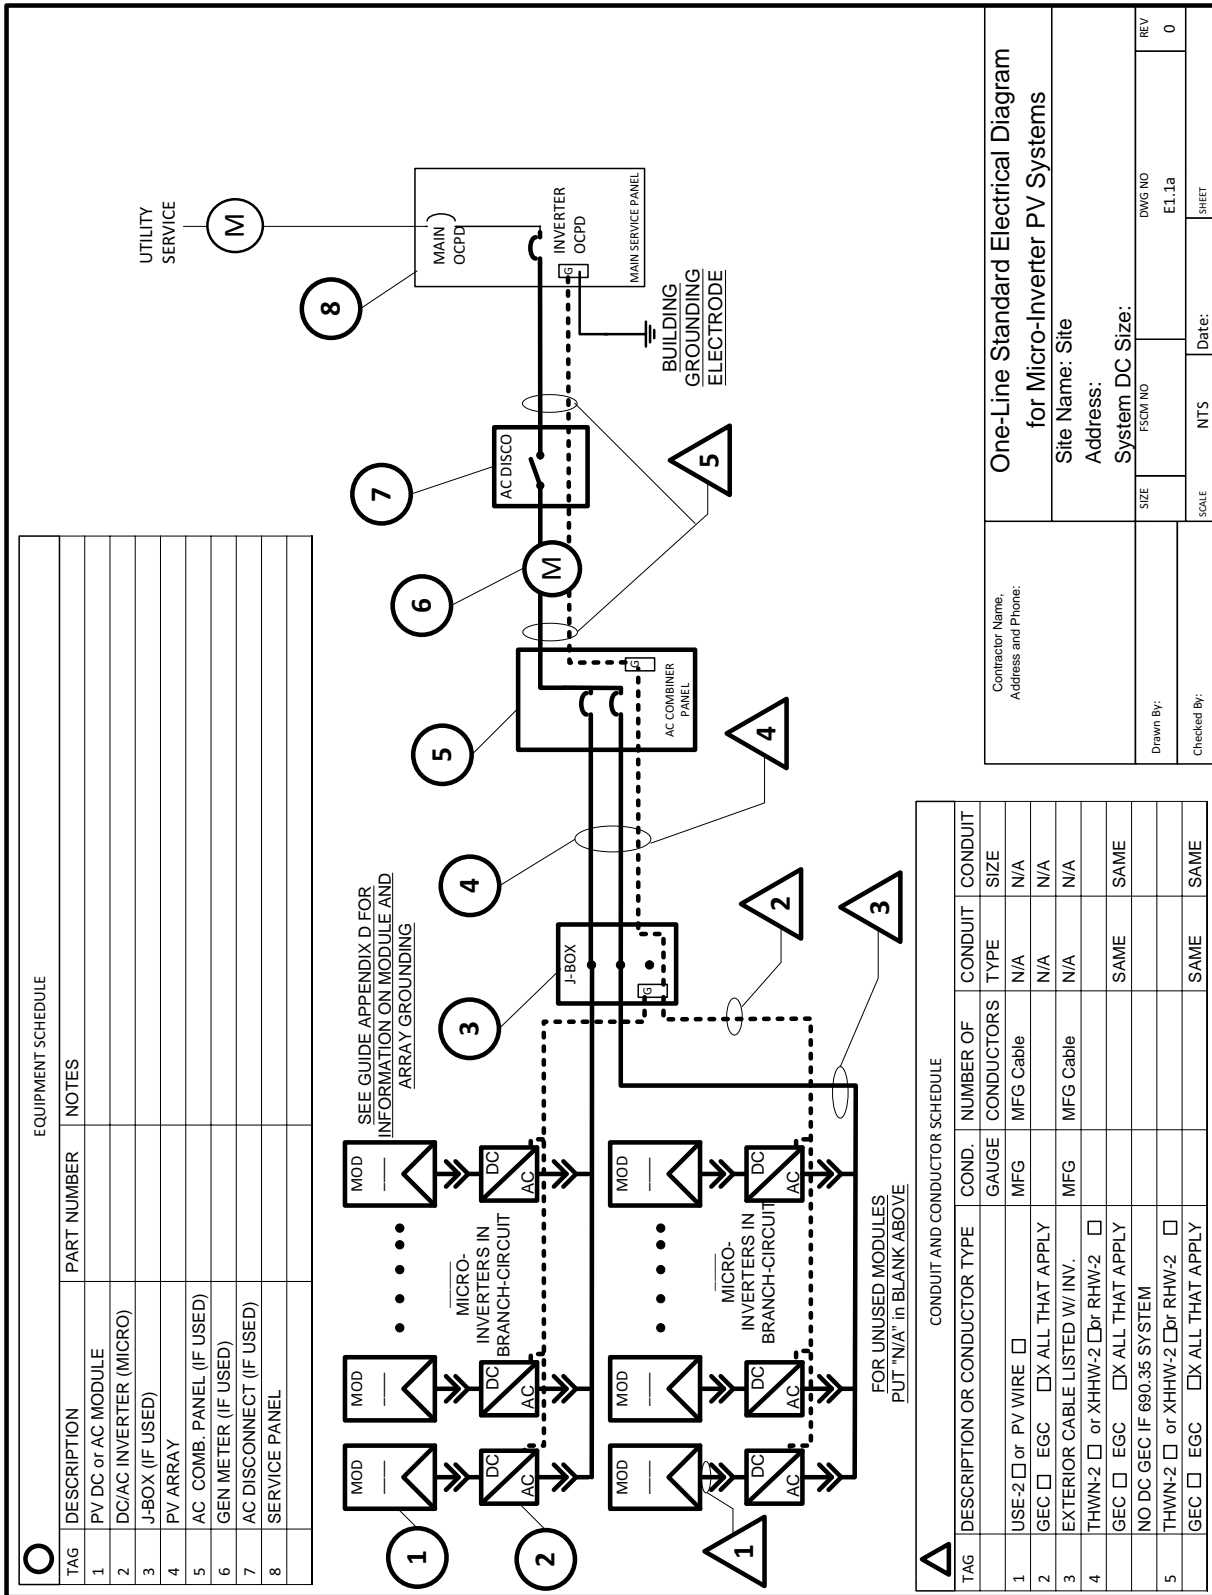 EQUIPMENT SCHEDULE
TAG DESCRIPTION PART NUMBER NOTES
1 PV DC or AC MODULE
2 DC/AC INVERTER (MICRO)
3 J-BOX (IF USED)
4 PV ARRAY
5 AC COMB. PANEL (IF USED)
6 GEN METER (IF USED)
7 AC DISCONNECT (IF USED)
8 SERVICE PANEL
SEE GUIDE APPENDIX D FOR
INFORMATION ON MODULE AND
ARRAY GROUNDING
UTILITY
SERVICE
M
8
MAIN
OCPD
INVERTER
OCPD
G
MAIN SERVICE PANEL
BUILDING
GROUNDING
ELECTRODE
7
AC DISCO
6
M
5
5
G
AC COMBINER
PANEL
4
4
3
J-BOX
G
2
3
1
MOD
MOD
MOD
2
DC
AC
DC
AC
DC
AC
MICRO-
INVERTERS IN
BRANCH-CIRCUIT
MOD
MOD
MOD
1
DC
AC
DC
AC
DC
AC
MICRO-
INVERTERS IN
BRANCH-CIRCUIT
FOR UNUSED MODULES
PUT "N/A" in BLANK ABOVE
CONDUIT AND CONDUCTOR SCHEDULE
TAG DESCRIPTION OR CONDUCTOR TYPE COND. GAUGE NUMBER OF CONDUCTORS CONDUIT TYPE CONDUIT SIZE
1 USE-2 □ or PV WIRE □ MFG MFG Cable N/A N/A
2 GEC □ EGC □X ALL THAT APPLY N/A N/A
3 EXTERIOR CABLE LISTED W/ INV. MFG MFG Cable N/A N/A
4 THWN-2 □ or XHHW-2 □or RHW-2 □
GEC □ EGC □X ALL THAT APPLY SAME SAME
NO DC GEC IF 690.35 SYSTEM
5 THWN-2 □ or XHHW-2 □or RHW-2 □
GEC □ EGC □X ALL THAT APPLY SAME SAME
Contractor Name,
Address and Phone:
One-Line Standard Electrical Diagram
for Micro-Inverter PV Systems
Site Name: Site
Address:
System DC Size:
Drawn By:
Checked By:
SIZE FSCM NO DWG NO REV
E1.1a 0
SCALE NTS Date: SHEET